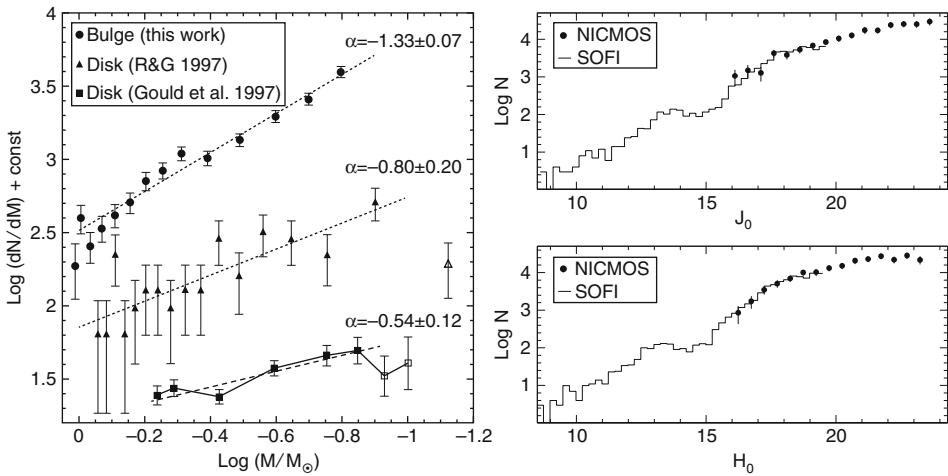 Bulge (this work)
Disk (R&G 1997)
Disk (Gould et al. 1997)
α=−1.33±0.07
α=−0.80±0.20
α=−0.54±0.12
4
3.5
3
2.5
2
1.5
Log (dN/dM) + const
0 −0.2 −0.4 −0.6 −0.8 −1 −1.2
Log (M/M⊙)
NICMOS
SOFI
4
3
2
1
Log N
10 15 20
J₀
NICMOS
SOFI
4
3
2
1
0
Log N
10 15 20
H₀